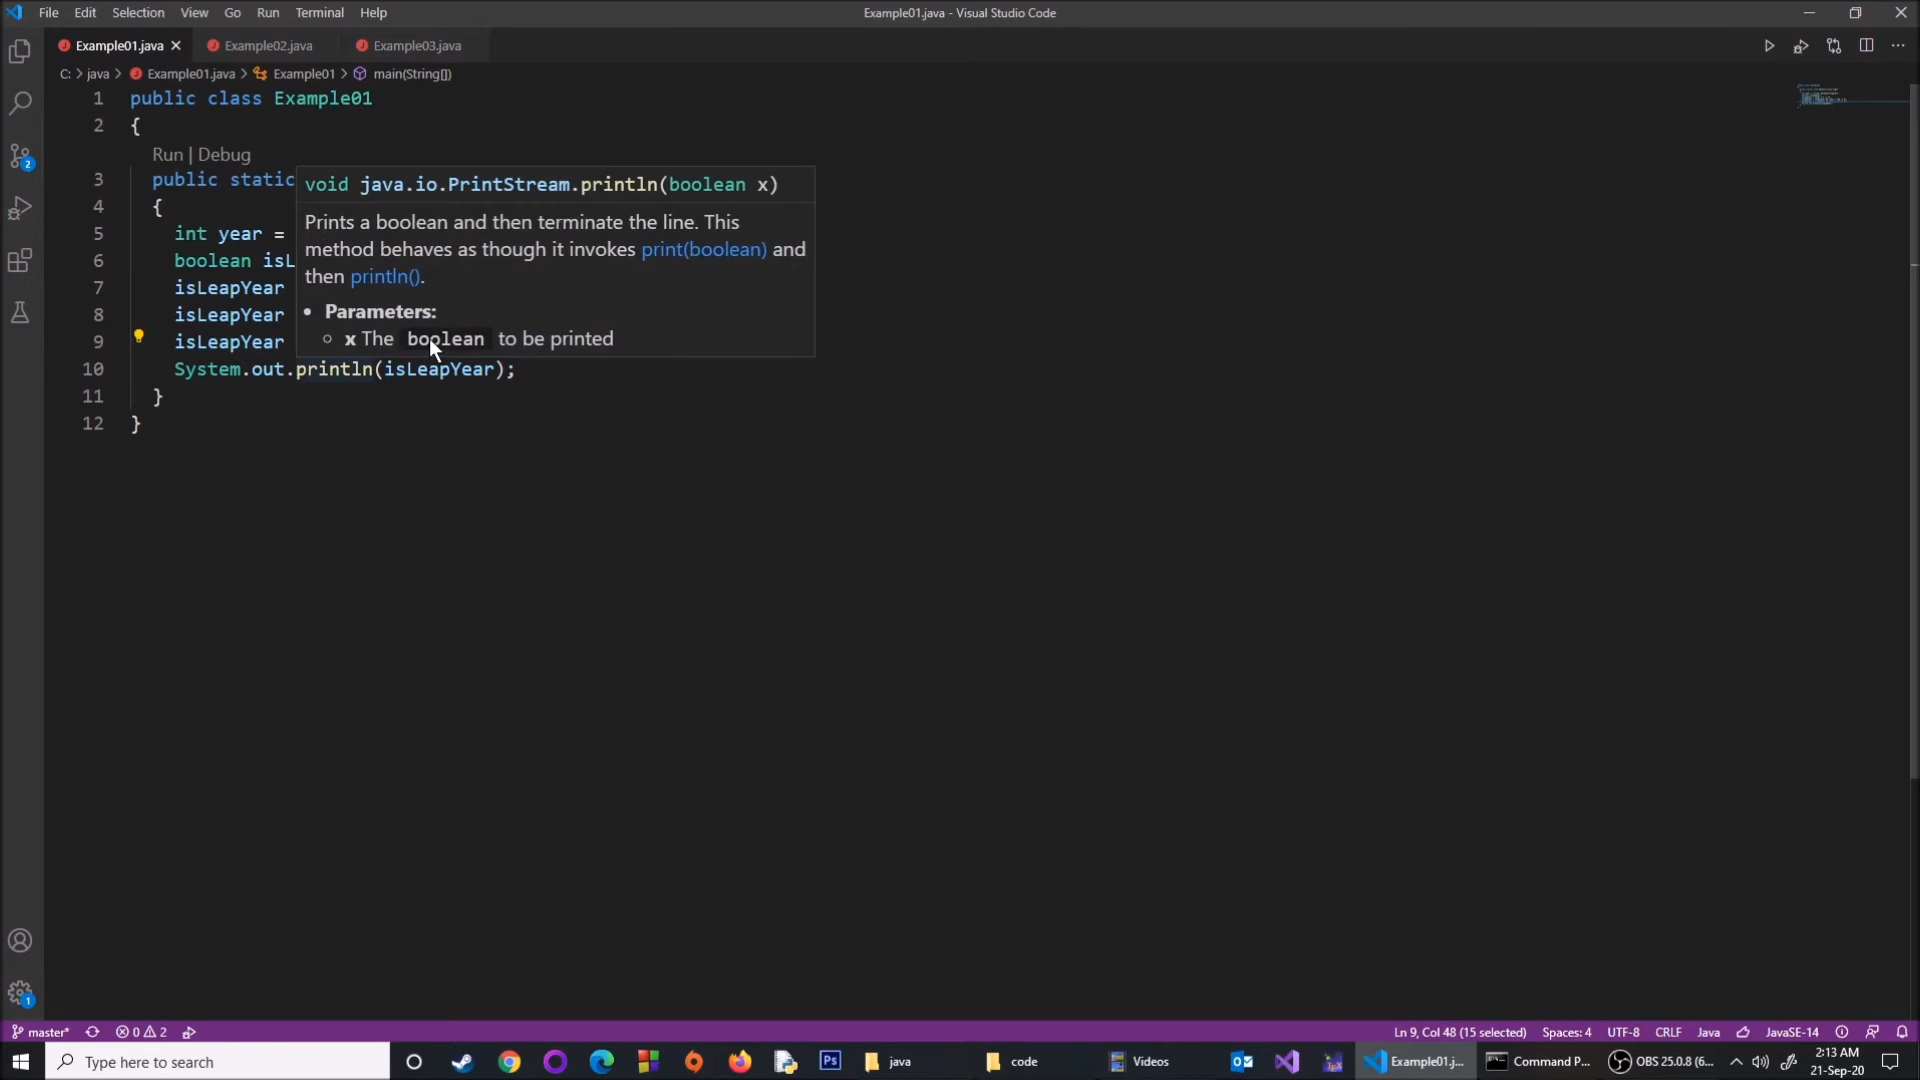 File Edit Selection View Go Run Terminal Help
Example01.java - Visual Studio Code
Example01.java Example02.java Example03.java
C: > java > Example01.java > Example01 > main(String[])
1 public class Example01
2 {
Run | Debug
3 public static
4 {
5 int year =
6 boolean isL
7 isLeapYear
8 isLeapYear
9 isLeapYear
10 System.out.println(isLeapYear);
11 }
12 }
void java.io.PrintStream.println(boolean x)
Prints a boolean and then terminate the line. This
method behaves as though it invokes print(boolean) and
then println().
• Parameters:
○ x The boolean to be printed
2
1
master* 0 2
Ln 9, Col 48 (15 selected) Spaces: 4 UTF-8 CRLF Java JavaSE-14
Type here to search
Ps
java
code
Videos
Example01.j...
Command P...
OBS 25.0.8 (6...
2:13 AM
21-Sep-20